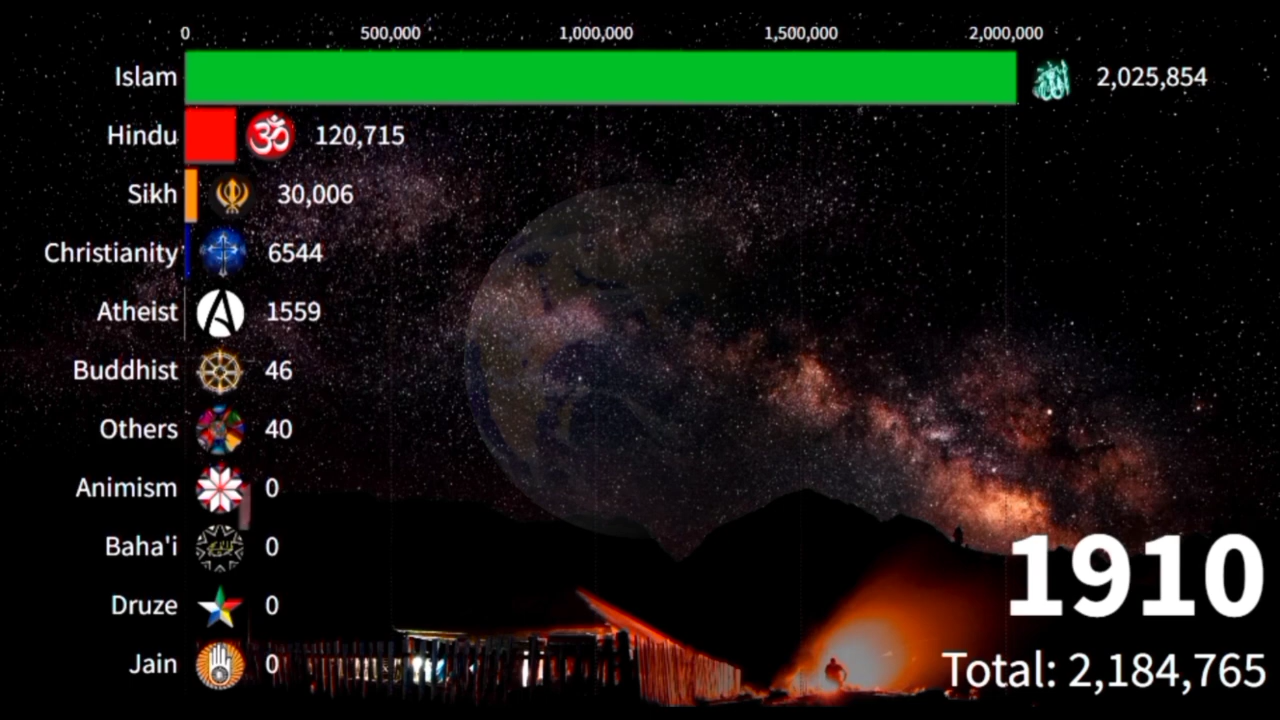 0 500,000 1,000,000 1,500,000 2,000,000
Islam 2,025,854
Hindu ॐ 120,715
Sikh 30,006
Christianity 6544
Atheist 1559
Buddhist 46
Others 40
Animism 0
Baha'i 0
Druze 0
Jain 0
1910
Total: 2,184,765